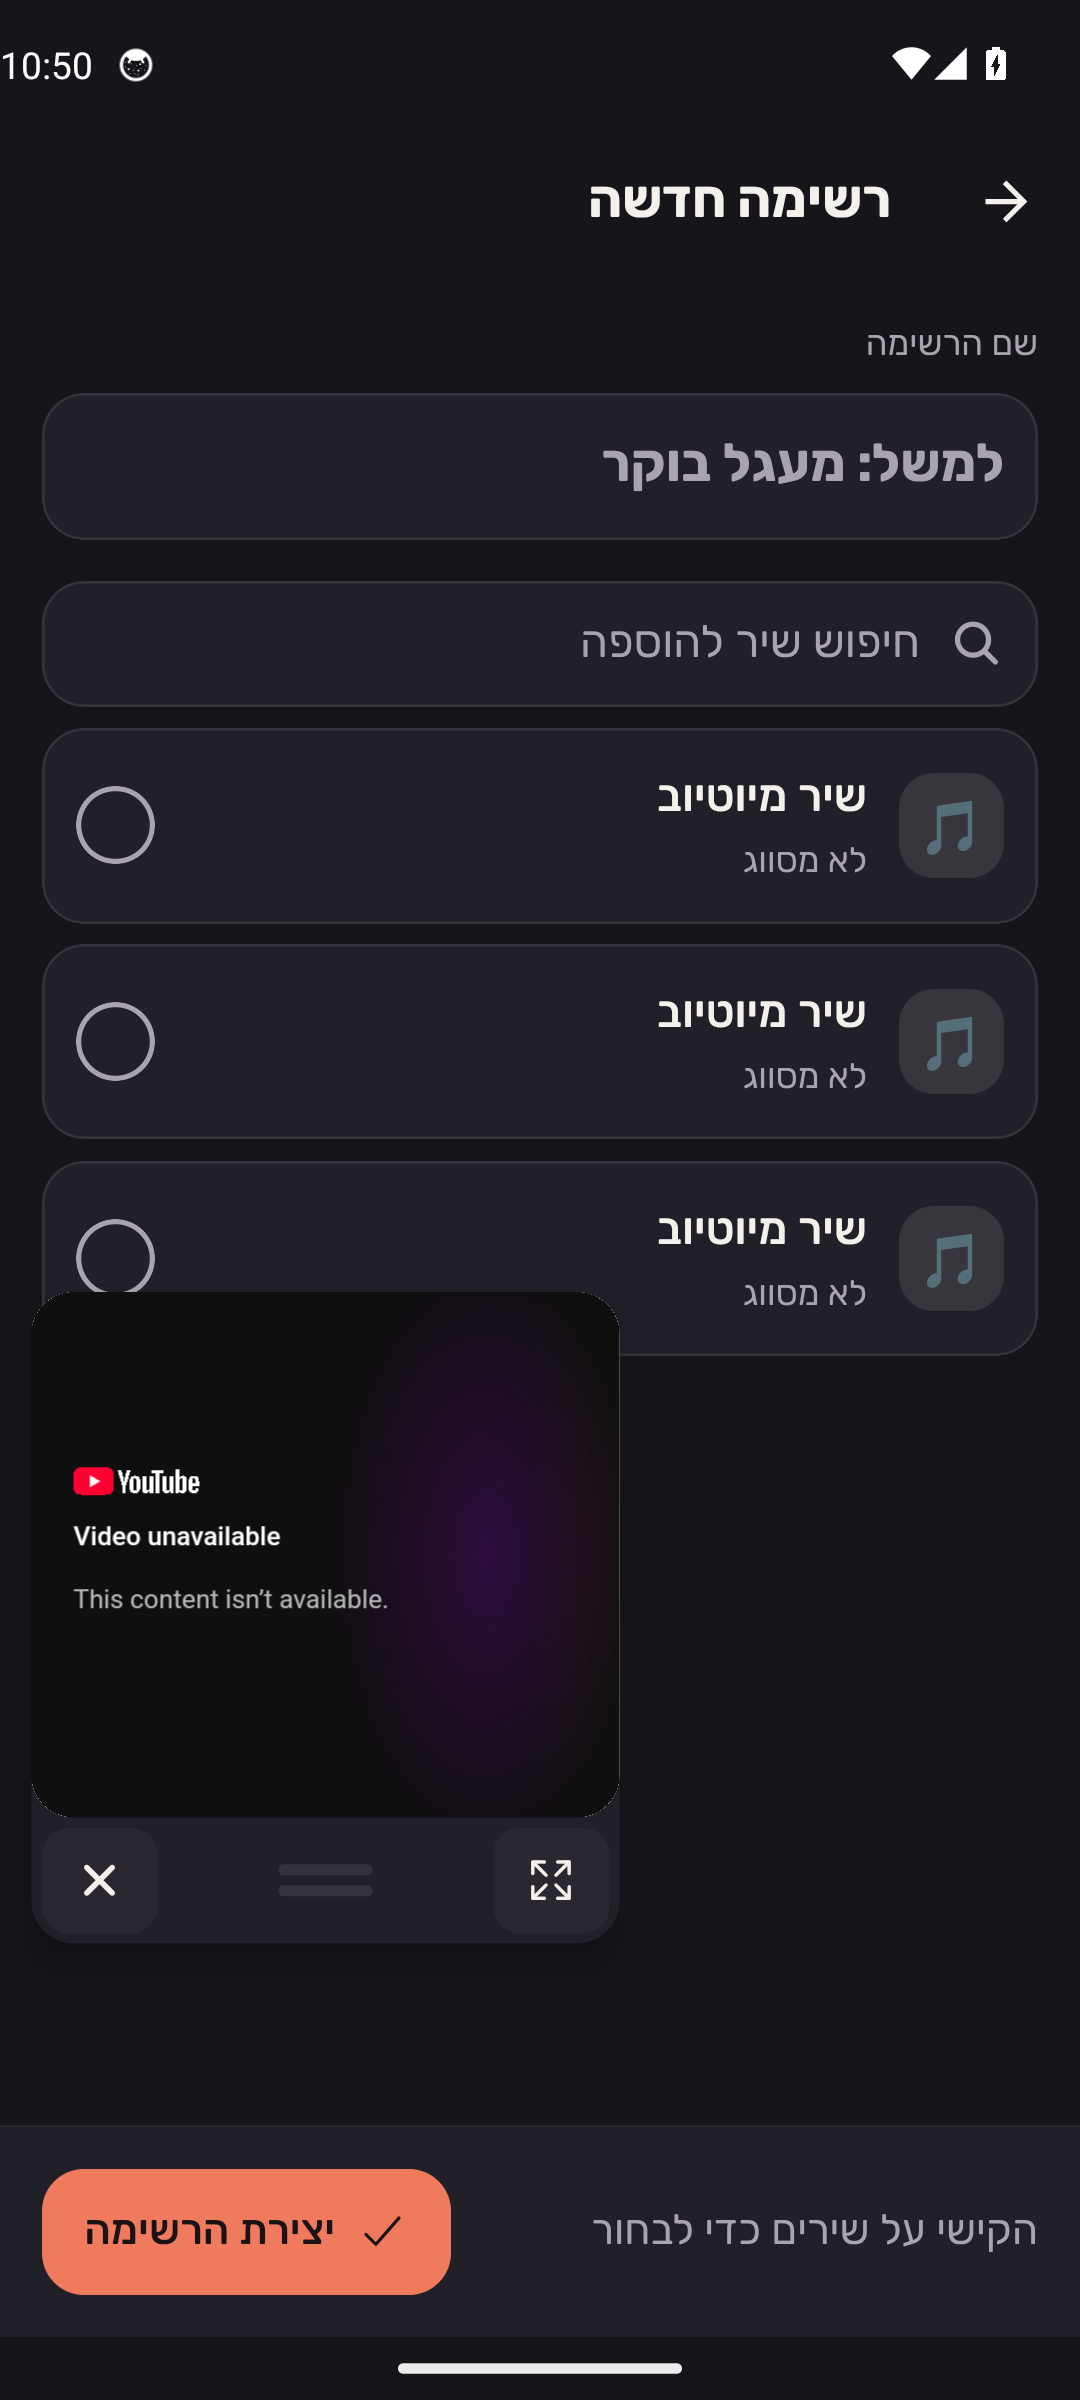 10:50
רשימה חדשה
שם הרשימה
למשל: מעגל בוקר
חיפוש שיר להוספה
שיר מיוטיוב
לא מסווג
שיר מיוטיוב
לא מסווג
שיר מיוטיוב
לא מסווג
YouTube
Video unavailable
This content isn’t available.
הקישי על שירים כדי לבחור
יצירת הרשימה